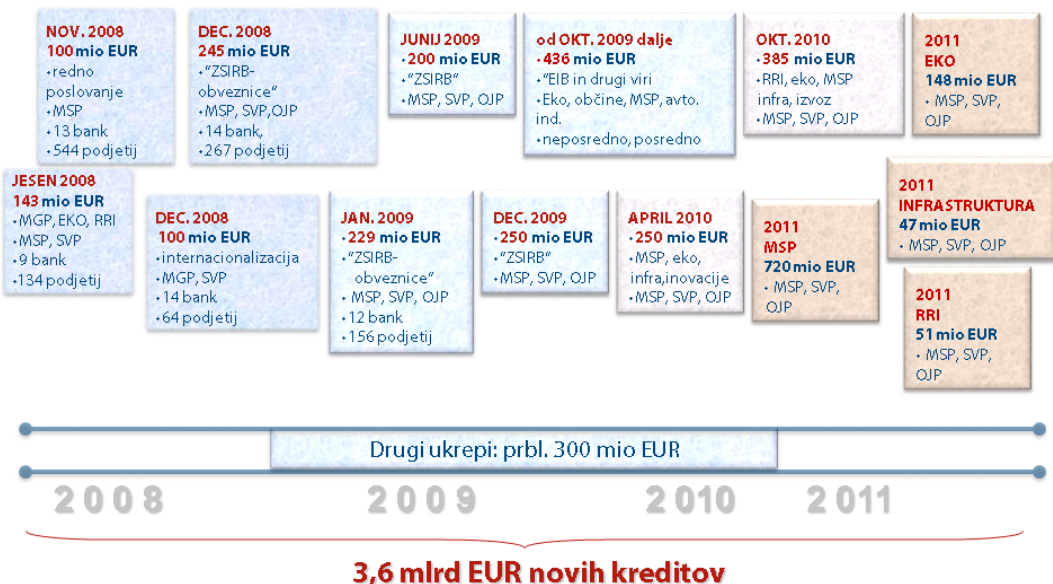 NOV. 2008
100 mio EUR
•redno
poslovanje
•MSP
•13 bank
•544 podjetij
DEC. 2008
245 mio EUR
•"ZSIRB-
obveznice"
•MSP, SVP,OJP
•14 bank,
•267 podjetij
JUNIJ 2009
•200 mio EUR
•"ZSIRB"
•MSP, SVP, OJP
od OKT. 2009 dalje
•436 mio EUR
•"EIB in drugi viri
•Eko, občine, MSP, avto.
ind.
•neposredno, posredno
OKT. 2010
•385 mio EUR
•RRI, eko, MSP
infra, izvoz
•MSP, SVP, OJP
2011
EKO
148 mio EUR
• MSP, SVP,
OJP
JESEN 2008
143 mio EUR
•MGP, EKO, RRI
•MSP, SVP
•9 bank
•134 podjetij
DEC. 2008
100 mio EUR
•internacionalizacija
•MGP, SVP
•14 bank
•64 podjetij
JAN. 2009
•229 mio EUR
•"ZSIRB-
obveznice"
• MSP, SVP, OJP
•12 bank
•156 podjetij
DEC. 2009
•250 mio EUR
•"ZSIRB"
•MSP, SVP, OJP
APRIL 2010
•250 mio EUR
•MSP, eko,
infra,inovacije
•MSP, SVP, OJP
2011
MSP
720 mio EUR
• MSP, SVP,
OJP
2011
INFRASTRUKTURA
47 mio EUR
• MSP, SVP, OJP
2011
RRI
51 mio EUR
• MSP, SVP,
OJP
Drugi ukrepi: prbl. 300 mio EUR
2008 2009 2010 2011
3,6 mlrd EUR novih kreditov